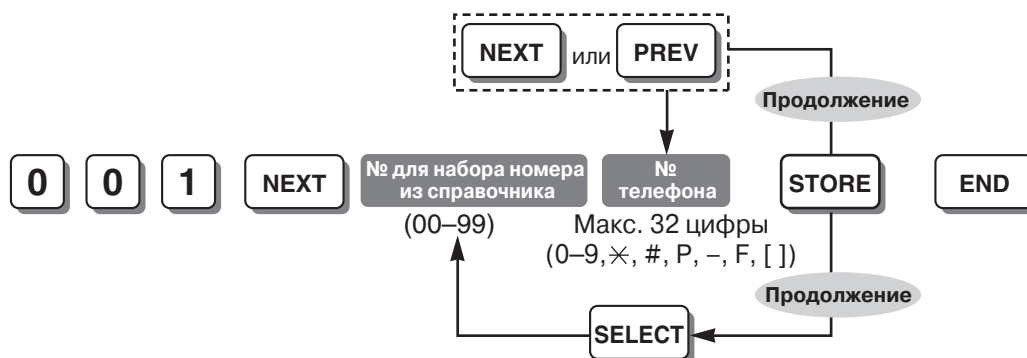 NEXT или PREV
Продолжение
0 0 1 NEXT № для набора номера из справочника № телефона STORE END
(00–99) Макс. 32 цифры
(0–9, ✳, #, P, –, F, [ ])
Продолжение
SELECT